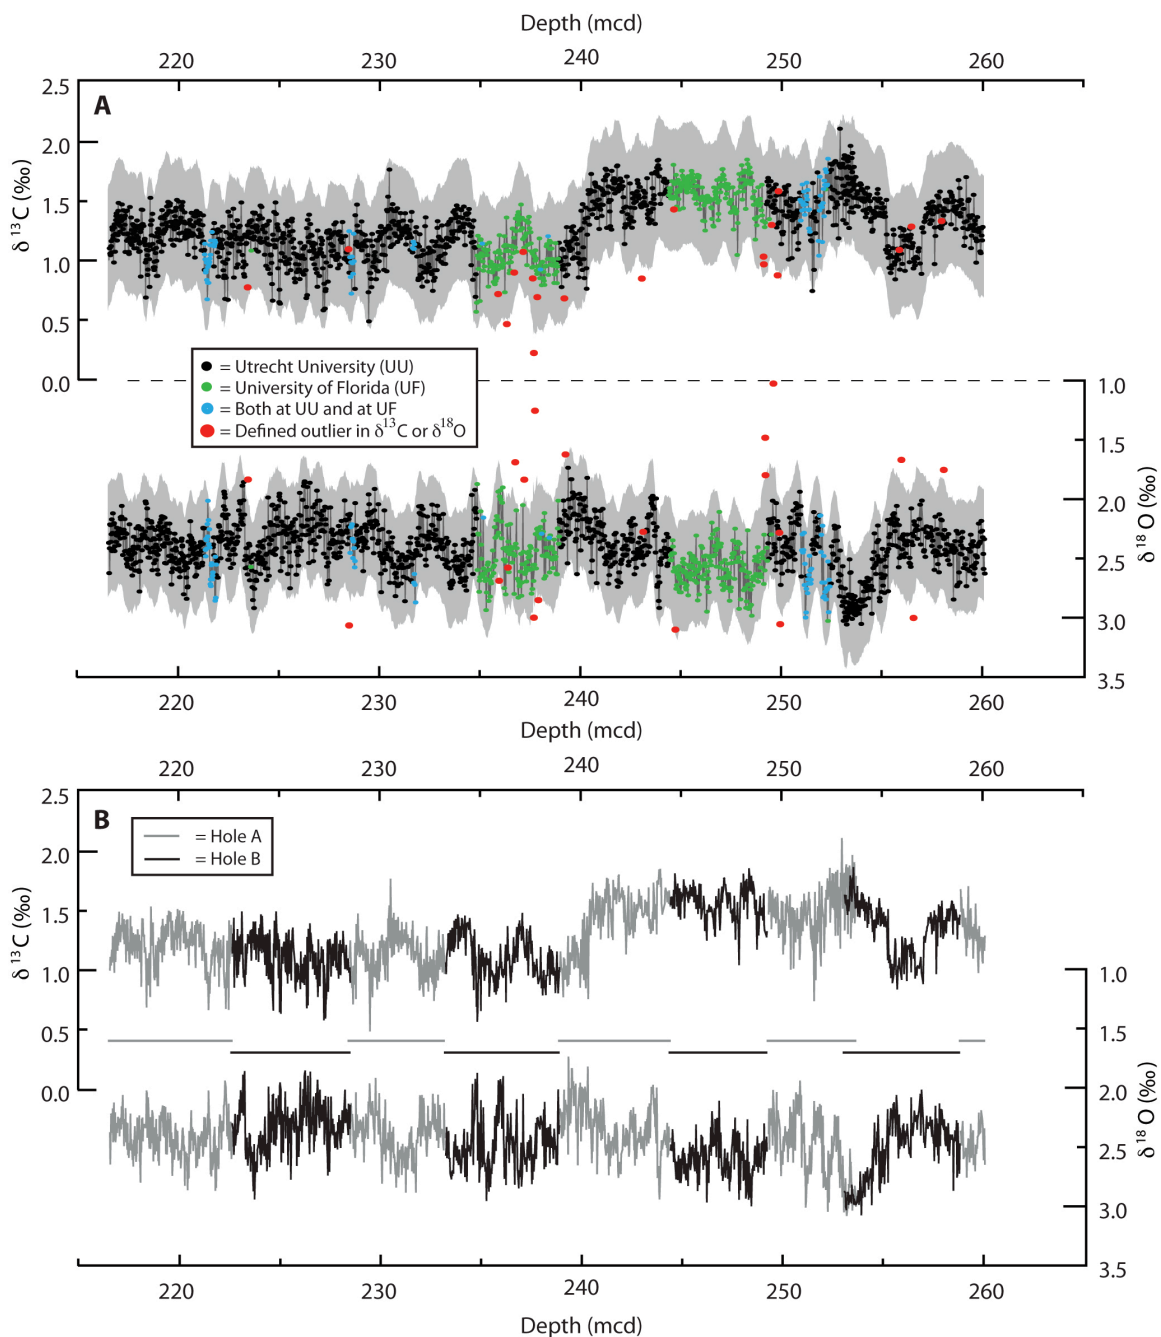 Depth (mcd)
220 230 240 250 260
A
2.5
2.0
1.5
1.0
0.5
0.0
δ 13C (‰)
= Utrecht University (UU)
= University of Florida (UF)
= Both at UU and at UF
= Defined outlier in δ13C or δ18O
1.0
1.5
2.0
2.5
3.0
3.5
δ 18O (‰)
220 230 240 250 260
Depth (mcd)
220 230 240 250 260
B
2.5
2.0
1.5
1.0
0.5
0.0
δ 13C (‰)
= Hole A
= Hole B
1.0
1.5
2.0
2.5
3.0
3.5
δ 18O (‰)
220 230 240 250 260
Depth (mcd)